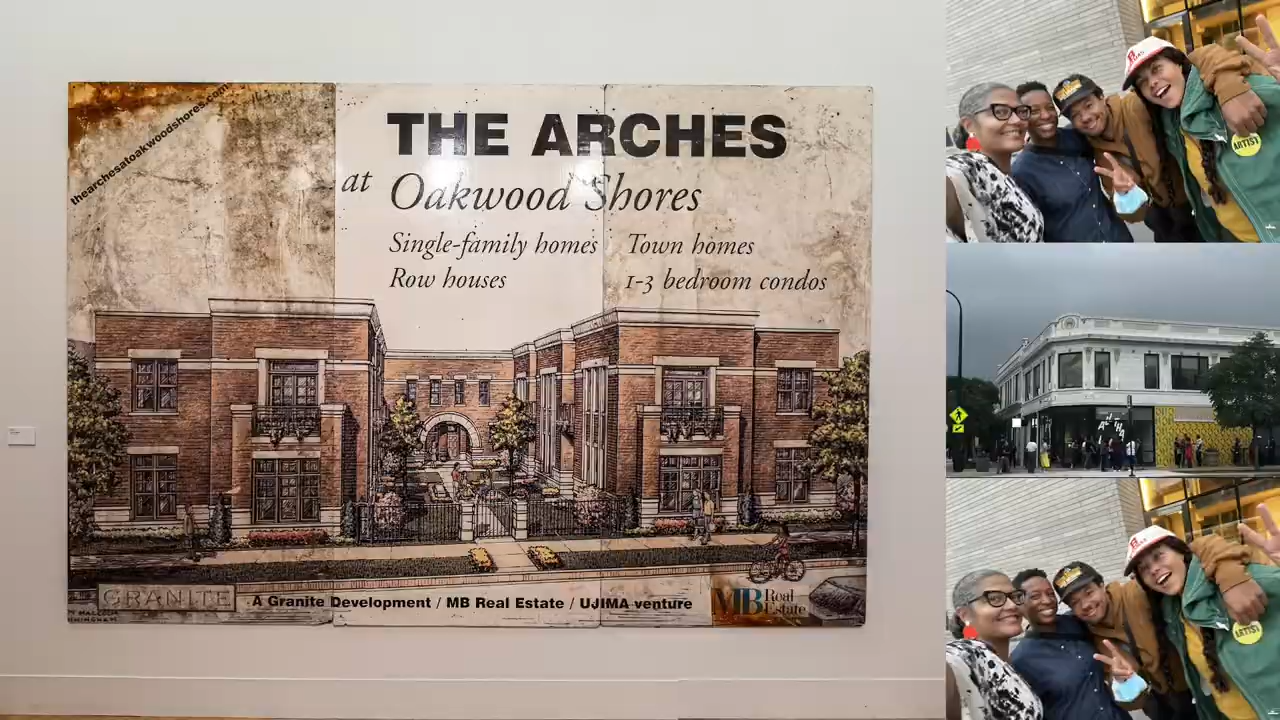 thearchesatoakwoodshores.com
THE ARCHES
at Oakwood Shores
Single-family homes Town homes
Row houses 1-3 bedroom condos
GRANITE
A Granite Development / MB Real Estate / UJIMA venture
MB Real
Estate
ARTIST
ARTIST